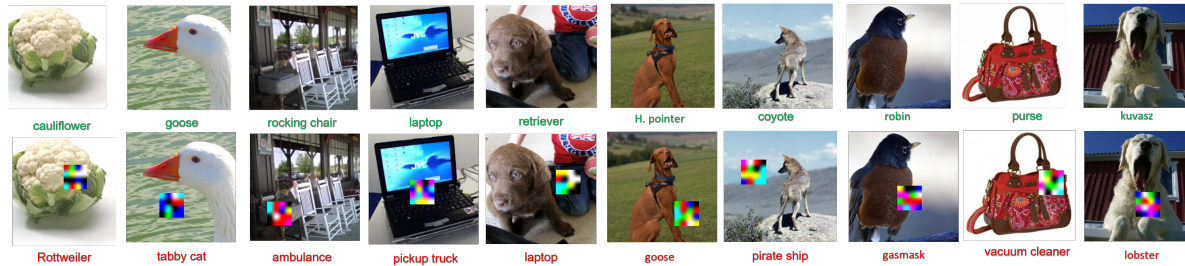 cauliflower
goose
rocking chair
laptop
retriever
H. pointer
coyote
robin
purse
kuvasz
Rottweiler
tabby cat
ambulance
pickup truck
laptop
goose
pirate ship
gasmask
vacuum cleaner
lobster